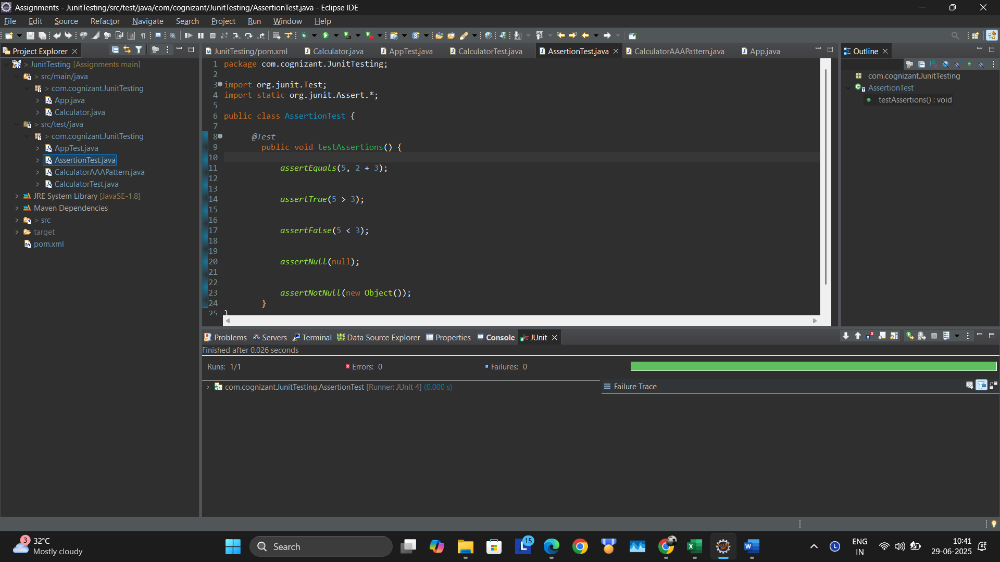 Assignments - JunitTesting/src/test/java/com/cognizant/JunitTesting/AssertionTest.java - Eclipse IDE
File Edit Source Refactor Navigate Search Project Run Window Help
Project Explorer
> JunitTesting [Assignments main]
> src/main/java
> com.cognizant.JunitTesting
App.java
Calculator.java
> src/test/java
> com.cognizant.JunitTesting
AppTest.java
AssertionTest.java
CalculatorAAAPattern.java
CalculatorTest.java
JRE System Library [JavaSE-1.8]
Maven Dependencies
> src
target
pom.xml
JunitTesting/pom.xml Calculator.java AppTest.java CalculatorTest.java AssertionTest.java CalculatorAAAPattern.java App.java
1 package com.cognizant.JunitTesting;
2
3 import org.junit.Test;
4 import static org.junit.Assert.*;
5
6 public class AssertionTest {
7
8 @Test
9 public void testAssertions() {
10
11 assertEquals(5, 2 + 3);
12
13
14 assertTrue(5 > 3);
15
16
17 assertFalse(5 < 3);
18
19
20 assertNull(null);
21
22
23 assertNotNull(new Object());
24 }
25 }
Outline
com.cognizant.JunitTesting
AssertionTest
testAssertions() : void
Problems Servers Terminal Data Source Explorer Properties Console JUnit
Finished after 0.026 seconds
Runs: 1/1 Errors: 0 Failures: 0
com.cognizant.JunitTesting.AssertionTest [Runner: JUnit 4] (0.000 s)
Failure Trace
3
32°C
Mostly cloudy
Search
15
ENG
IN
10:41
29-06-2025